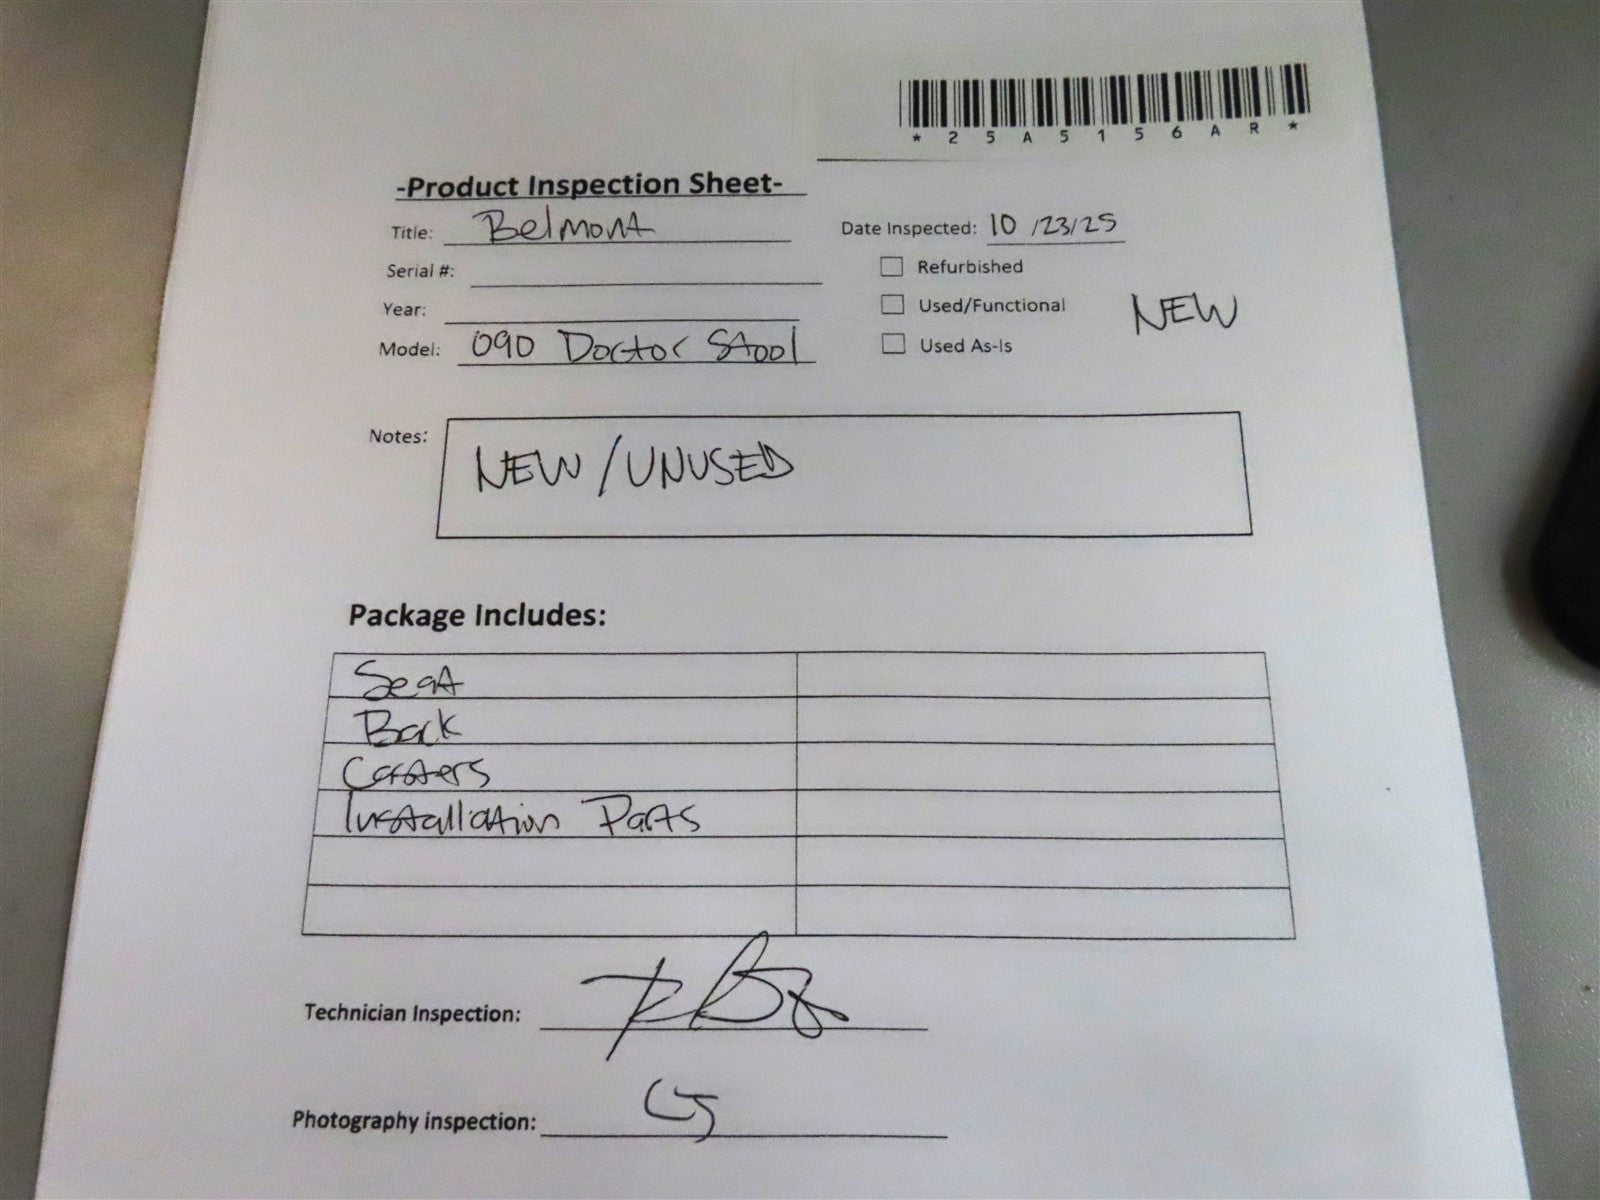 *25A5156AR*
-Product Inspection Sheet-
Title: Belmont
Date Inspected: 10/23/25
Serial #:
Refurbished
Year:
Used/Functional
NEW
Model: 090 Doctor Stool
Used As-Is
Notes: NEW/UNUSED
Package Includes:
Seat
Back
Casters
Installation Parts
Technician Inspection:
Photography inspection: